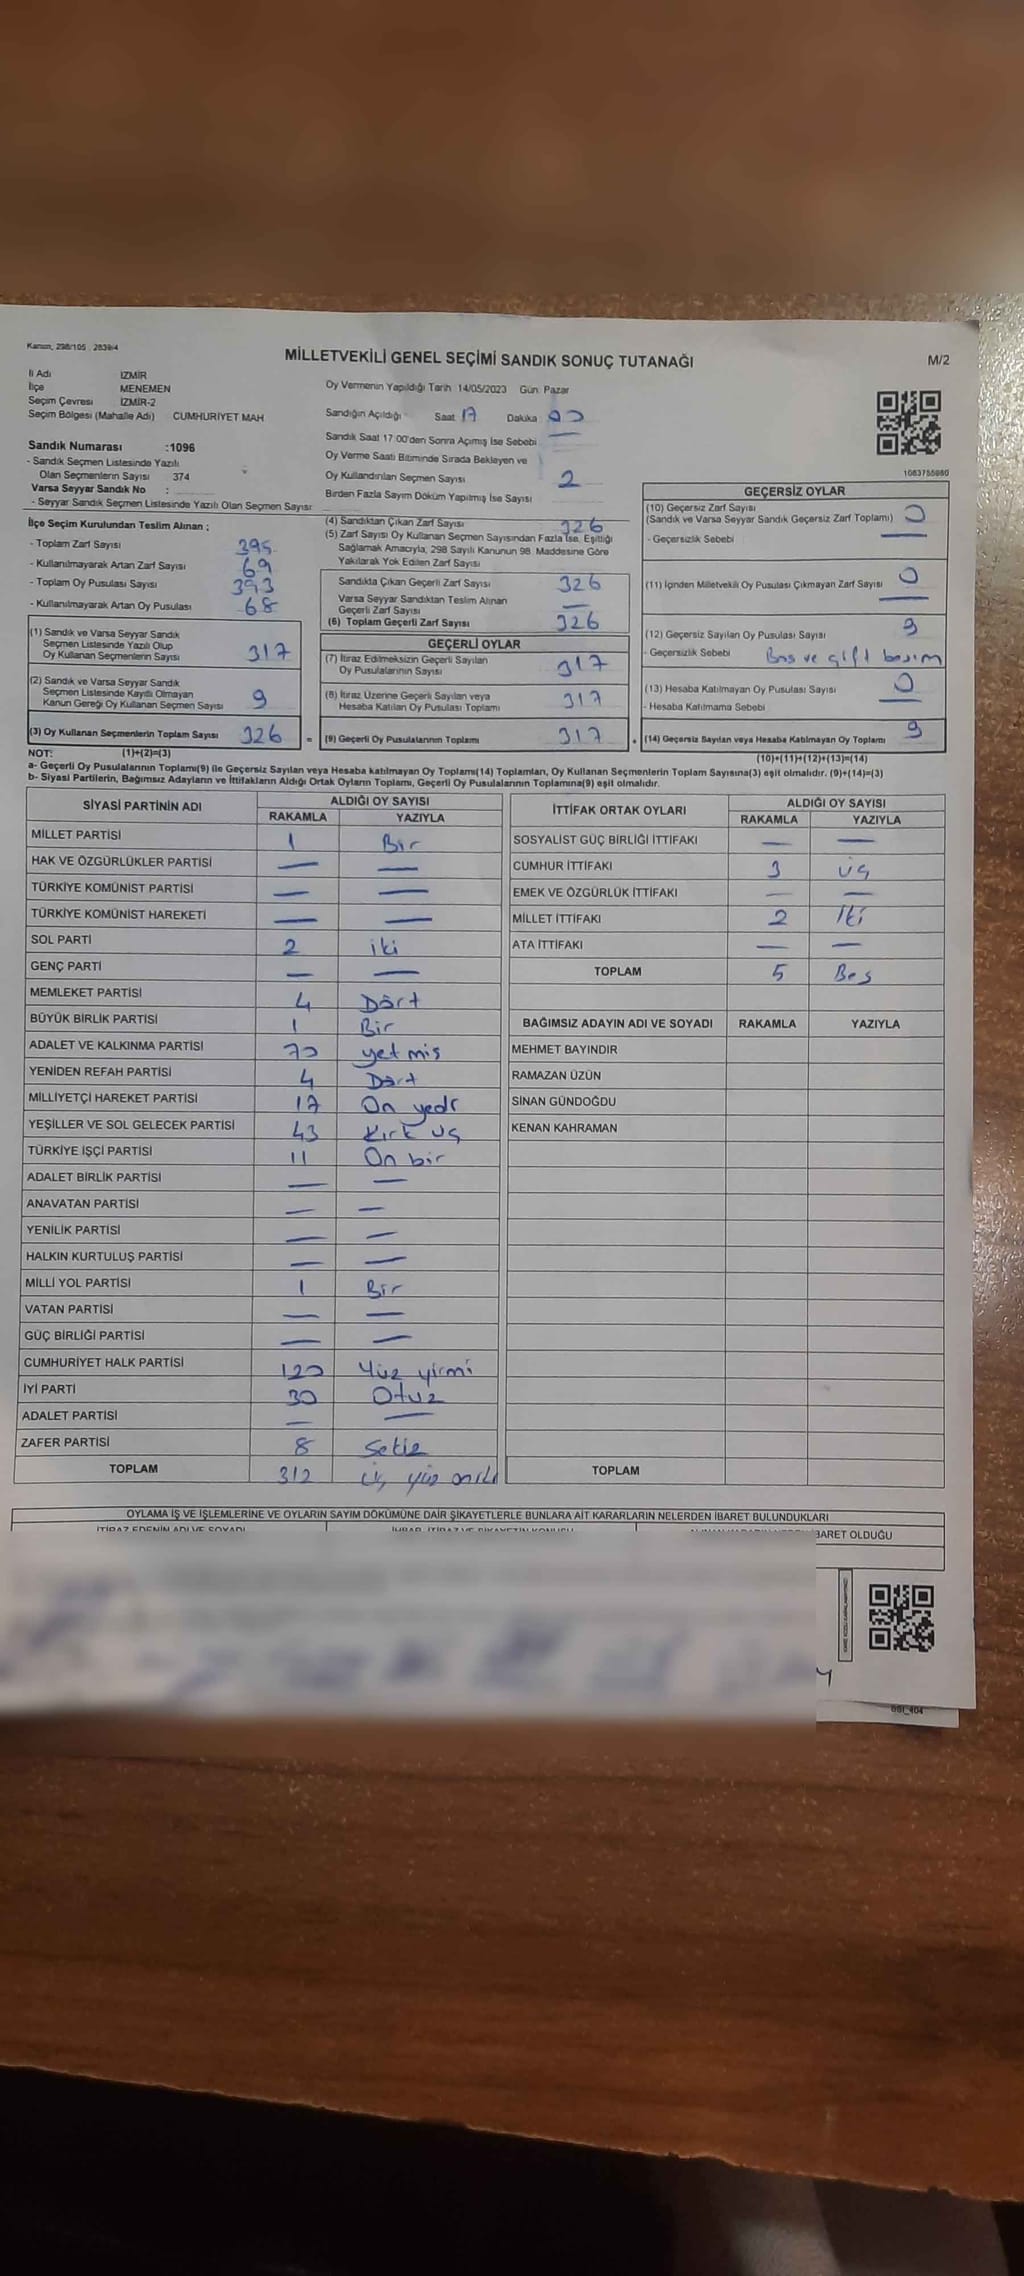 Kanun, 298/105 2839/4
MİLLETVEKİLİ GENEL SEÇİMİ SANDIK SONUÇ TUTANAĞI
M/2
İl Adı İZMİR
İlçe MENEMEN
Seçim Çevresi İZMİR-2
Seçim Bölgesi (Mahalle Adı) CUMHURİYET MAH
Sandık Numarası :1096
- Sandık Seçmen Listesinde Yazılı
Olan Seçmenlerin Sayısı 374
Varsa Seyyar Sandık No :
- Seyyar Sandık Seçmen Listesinde Yazılı Olan Seçmen Sayısı
İlçe Seçim Kurulundan Teslim Alınan ;
- Toplam Zarf Sayısı 395
- Kullanılmayarak Artan Zarf Sayısı 69
- Toplam Oy Pusulası Sayısı 393
- Kullanılmayarak Artan Oy Pusulası 68
(1) Sandık ve Varsa Seyyar Sandık
Seçmen Listesinde Yazılı Olup
Oy Kullanan Seçmenlerin Sayısı 317
(2) Sandık ve Varsa Seyyar Sandık
Seçmen Listesinde Kayıtlı Olmayan
Kanun Gereği Oy Kullanan Seçmen Sayısı 9
(3) Oy Kullanan Seçmenlerin Toplam Sayısı 326
Oy Vermenin Yapıldığı Tarih 14/05/2023 Gün. Pazar
Sandığın Açıldığı Saat 17 Dakika 00
Sandık Saat 17:00'den Sonra Açımış İse Sebebi —
Oy Verme Saati Bitiminde Sırada Bekleyen ve
Oy Kullandırılan Seçmen Sayısı 2
Birden Fazla Sayım Döküm Yapılmış İse Sayısı
(4) Sandıktan Çıkan Zarf Sayısı 326
(5) Zarf Sayısı Oy Kullanan Seçmen Sayısından Fazla İse, Eşitliği
Sağlamak Amacıyla, 298 Sayılı Kanunun 98. Maddesine Göre
Yakılarak Yok Edilen Zarf Sayısı
Sandıkta Çıkan Geçerli Zarf Sayısı 326
Varsa Seyyar Sandıktan Teslim Alınan
Geçerli Zarf Sayısı —
(6) Toplam Geçerli Zarf Sayısı 326
GEÇERLİ OYLAR
(7) İtiraz Edilmeksizin Geçerli Sayılan
Oy Pusulalarının Sayısı 317
(8) İtiraz Üzerine Geçerli Sayılan veya
Hesaba Katılan Oy Pusulası Toplamı 317
= (9) Geçerli Oy Pusulalarının Toplamı 317
1063755980
GEÇERSİZ OYLAR
(10) Geçersiz Zarf Sayısı
(Sandık ve Varsa Seyyar Sandık Geçersiz Zarf Toplamı) 0
- Geçersizlik Sebebi —
(11) İçinden Milletvekili Oy Pusulası Çıkmayan Zarf Sayısı 0
(12) Geçersiz Sayılan Oy Pusulası Sayısı 9
- Geçersizlik Sebebi Bos ve çift basım
(13) Hesaba Katılmayan Oy Pusulası Sayısı 0
- Hesaba Katılmama Sebebi
+ (14) Geçersiz Sayılan veya Hesaba Katılmayan Oy Toplamı 9
NOT: (1)+(2)=(3)
(10)+(11)+(12)+(13)=(14)
a- Geçerli Oy Pusulalarının Toplamı(9) ile Geçersiz Sayılan veya Hesaba katılmayan Oy Toplamı(14) Toplamları, Oy Kullanan Seçmenlerin Toplam Sayısına(3) eşit olmalıdır. (9)+(14)=(3)
b- Siyasi Partilerin, Bağımsız Adayların ve İttifakların Aldığı Ortak Oyların Toplamı, Geçerli Oy Pusulalarının Toplamına(9) eşit olmalıdır.
SİYASİ PARTİNİN ADI
ALDIĞI OY SAYISI
RAKAMLA YAZIYLA
MİLLET PARTİSİ 1 Bir
HAK VE ÖZGÜRLÜKLER PARTİSİ — —
TÜRKİYE KOMÜNİST PARTİSİ — —
TÜRKİYE KOMÜNİST HAREKETİ — —
SOL PARTİ 2 iki
GENÇ PARTİ — —
MEMLEKET PARTİSİ 4 Dört
BÜYÜK BİRLİK PARTİSİ 1 Bir
ADALET VE KALKINMA PARTİSİ 70 yetmis
YENİDEN REFAH PARTİSİ 4 Dört
MİLLİYETÇİ HAREKET PARTİSİ 17 On yedi
YEŞİLLER VE SOL GELECEK PARTİSİ 43 Kırk üç
TÜRKİYE İŞÇİ PARTİSİ 11 On bir
ADALET BİRLİK PARTİSİ — —
ANAVATAN PARTİSİ — —
YENİLİK PARTİSİ — —
HALKIN KURTULUŞ PARTİSİ — —
MİLLİ YOL PARTİSİ 1 Bir
VATAN PARTİSİ — —
GÜÇ BİRLİĞİ PARTİSİ — —
CUMHURİYET HALK PARTİSİ 120 Yüz yirmi
İYİ PARTİ 30 Otuz
ADALET PARTİSİ — —
ZAFER PARTİSİ 8 Sekiz
TOPLAM 312 Üç yüz
İTTİFAK ORTAK OYLARI
ALDIĞI OY SAYISI
RAKAMLA YAZIYLA
SOSYALİST GÜÇ BİRLİĞİ İTTİFAKI — —
CUMHUR İTTİFAKI 3 üç
EMEK VE ÖZGÜRLÜK İTTİFAKI — —
MİLLET İTTİFAKI 2 İki
ATA İTTİFAKI — —
TOPLAM 5 Beş
BAĞIMSIZ ADAYIN ADI VE SOYADI RAKAMLA YAZIYLA
MEHMET BAYINDIR
RAMAZAN ÜZÜN
SİNAN GÜNDOĞDU
KENAN KAHRAMAN
TOPLAM
OYLAMA İŞ VE İŞLEMLERİNE VE OYLARIN SAYIM DÖKÜMÜNE DAİR ŞİKAYETLERLE BUNLARA AİT KARARLARIN NELERDEN İBARET BULUNDUKLARI
İTİRAZ EDENİN ADI VE SOYADI
İBARET OLDUĞU